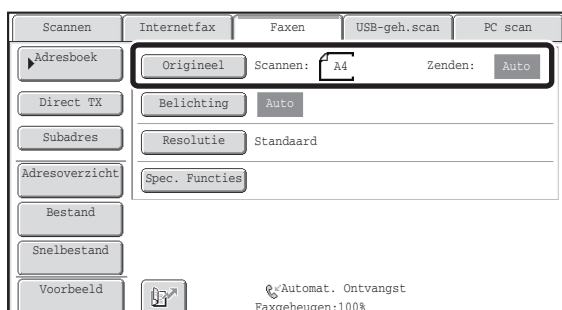 Scannen Internetfax Faxen USB-geh.scan PC scan
Adresboek
Origineel Scannen: A4 Zenden: Auto
Direct TX
Belichting Auto
Subadres
Resolutie Standaard
Adresoverzicht
Spec. Functies
Bestand
Snelbestand
Voorbeeld
Automat. Ontvangst
Faxgeheugen:100%